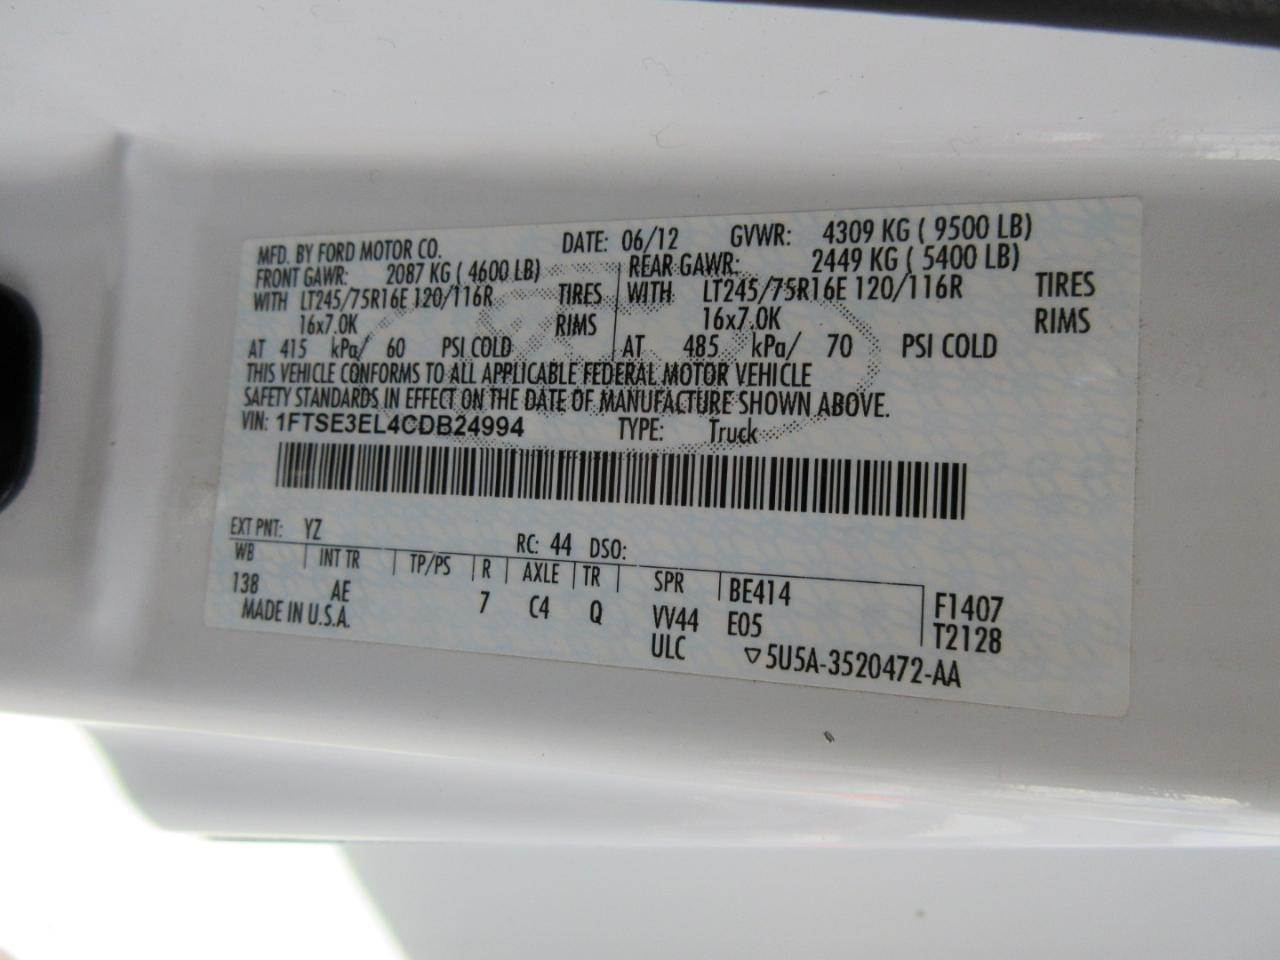 MFD. BY FORD MOTOR CO. DATE: 06/12 GVWR: 4309 KG ( 9500 LB)
FRONT GAWR: 2087 KG ( 4600 LB) REAR GAWR: 2449 KG ( 5400 LB)
WITH LT245/75R16E 120/116R TIRES WITH LT245/75R16E 120/116R TIRES
16x7.0K RIMS 16x7.0K RIMS
AT 415 kPa/ 60 PSI COLD AT 485 kPa/ 70 PSI COLD
THIS VEHICLE CONFORMS TO ALL APPLICABLE FEDERAL MOTOR VEHICLE
SAFETY STANDARDS IN EFFECT ON THE DATE OF MANUFACTURE SHOWN ABOVE.
VIN: 1FTSE3EL4CDB24994 TYPE: Truck
EXT PNT: YZ RC: 44 DSO:
WB INT TR TP/PS R AXLE TR SPR BE414 F1407
138 AE 7 C4 Q VV44 E05 T2128
MADE IN U.S.A. ULC ▽5U5A-3520472-AA